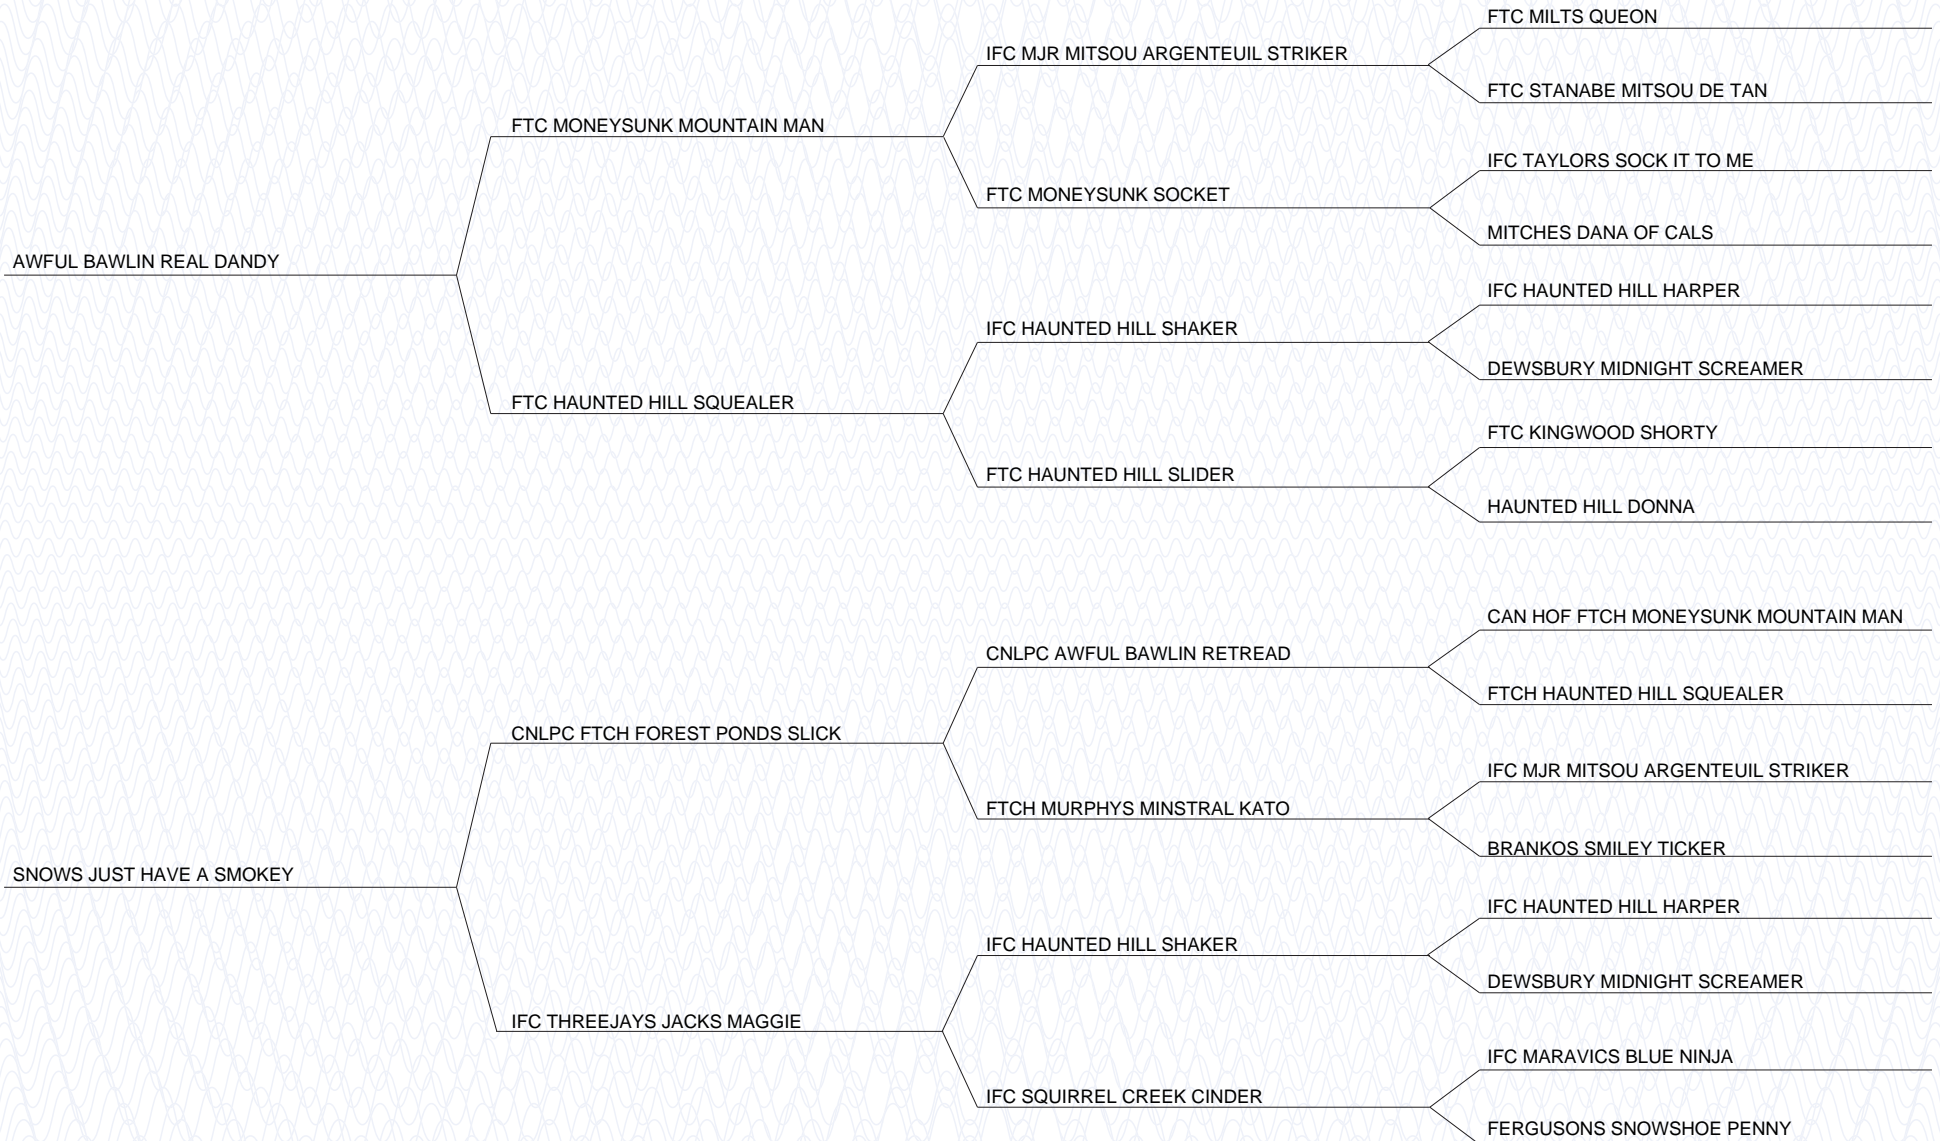 FTC MILTS QUEON
IFC MJR MITSOU ARGENTEUIL STRIKER
FTC STANABE MITSOU DE TAN
FTC MONEYSUNK MOUNTAIN MAN
IFC TAYLORS SOCK IT TO ME
FTC MONEYSUNK SOCKET
MITCHES DANA OF CALS
AWFUL BAWLIN REAL DANDY
IFC HAUNTED HILL HARPER
IFC HAUNTED HILL SHAKER
DEWSBURY MIDNIGHT SCREAMER
FTC HAUNTED HILL SQUEALER
FTC KINGWOOD SHORTY
FTC HAUNTED HILL SLIDER
HAUNTED HILL DONNA
CAN HOF FTCH MONEYSUNK MOUNTAIN MAN
CNLPC AWFUL BAWLIN RETREAD
FTCH HAUNTED HILL SQUEALER
CNLPC FTCH FOREST PONDS SLICK
IFC MJR MITSOU ARGENTEUIL STRIKER
FTCH MURPHYS MINSTRAL KATO
BRANKOS SMILEY TICKER
SNOWS JUST HAVE A SMOKEY
IFC HAUNTED HILL HARPER
IFC HAUNTED HILL SHAKER
DEWSBURY MIDNIGHT SCREAMER
IFC THREEJAYS JACKS MAGGIE
IFC MARAVICS BLUE NINJA
IFC SQUIRREL CREEK CINDER
FERGUSONS SNOWSHOE PENNY